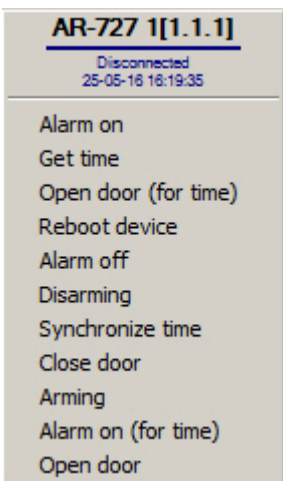 AR-727 1[1.1.1]
Disconnected
25-05-16 16:19:35
Alarm on
Get time
Open door (for time)
Reboot device
Alarm off
Disarming
Synchronize time
Close door
Arming
Alarm on (for time)
Open door